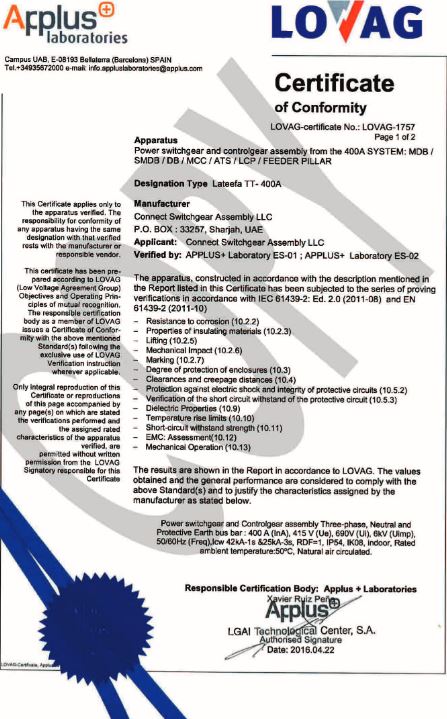 Applus+
laboratories
LOVAG
Campus UAB, E-08193 Bellaterra (Barcelona) SPAIN
Tel.+34935672000 e-mail: info.appluslaboratories@applus.com
Certificate
of Conformity
LOVAG-certificate No.: LOVAG-1757
Page 1 of 2
Apparatus
Power switchgear and controlgear assembly from the 400A SYSTEM: MDB /
SMDB / DB / MCC / ATS / LCP / FEEDER PILLAR
Designation Type Lateefa TT- 400A
This Certificate applies only to
the apparatus verified. The
responsibility for conformity of
any apparatus having the same
designation with that verified
rests with the manufacturer or
responsible vendor.
Manufacturer
Connect Switchgear Assembly LLC
P.O. BOX : 33257, Sharjah, UAE
Applicant: Connect Switchgear Assembly LLC
Verified by: APPLUS+ Laboratory ES-01 ; APPLUS+ Laboratory ES-02
This certificate has been pre-
pared according to LOVAG
(Low Voltage Agreement Group)
Objectives and Operating Prin-
ciples of mutual recognition.
The responsible certification
body as a member of LOVAG
issues a Certificate of Confor-
mity with the above mentioned
Standard(s) following the
exclusive use of LOVAG
Verification instruction
wherever applicable.
The apparatus, constructed in accordance with the description mentioned in
the Report listed in this Certificate has been subjected to the series of proving
verifications in accordance with IEC 61439-2: Ed. 2.0 (2011-08) and EN
61439-2 (2011-10)
– Resistance to corrosion (10.2.2)
– Properties of insulating materials (10.2.3)
– Lifting (10.2.5)
– Mechanical Impact (10.2.6)
– Marking (10.2.7)
– Degree of protection of enclosures (10.3)
– Clearances and creepage distances (10.4)
– Protection against electric shock and integrity of protective circuits (10.5.2)
– Verification of the short circuit withstand of the protective circuit (10.5.3)
– Dielectric Properties (10.9)
– Temperature rise limits (10.10)
– Short-circuit withstand strength (10.11)
– EMC: Assessment(10.12)
– Mechanical Operation (10.13)
Only integral reproduction of this
Certificate or reproductions
of this page accompanied by
any page(s) on which are stated
the verifications performed and
the assigned rated
characteristics of the apparatus
verified, are
permitted without written
permission from the LOVAG
Signatory responsible for this
Certificate
The results are shown in the Report in accordance to LOVAG. The values
obtained and the general performance are considered to comply with the
above Standard(s) and to justify the characteristics assigned by the
manufacturer as stated below.
Power switchgear and Controlgear assembly Three-phase, Neutral and
Protective Earth bus bar : 400 A (InA), 415 V (Ue), 690V (Ui), 6kV (Uimp),
50/60Hz (Freq),Icw 42kA-1s &25kA-3s, RDF=1, IP54, IK08, indoor, Rated
ambient temperature:50ºC, Natural air circulated.
Responsible Certification Body: Applus + Laboratories
Xavier Ruiz Peña
Applus+
LGAI Technological Center, S.A.
Authorised Signature
Date: 2016.04.22
LOVAG-Certificate, Applus
COPY